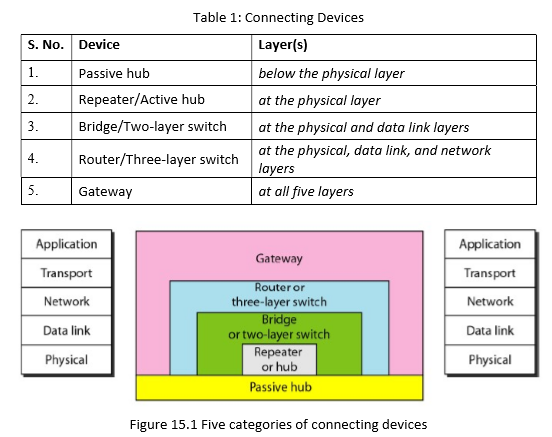 Table 1: Connecting Devices
S. No. Device Layer(s)
1. Passive hub below the physical layer
2. Repeater/Active hub at the physical layer
3. Bridge/Two-layer switch at the physical and data link layers
4. Router/Three-layer switch at the physical, data link, and network
layers
5. Gateway at all five layers
Application
Transport
Network
Data link
Physical
Gateway
Router or
three-layer switch
Bridge
or two-layer switch
Repeater
or hub
Passive hub
Application
Transport
Network
Data link
Physical
Figure 15.1 Five categories of connecting devices